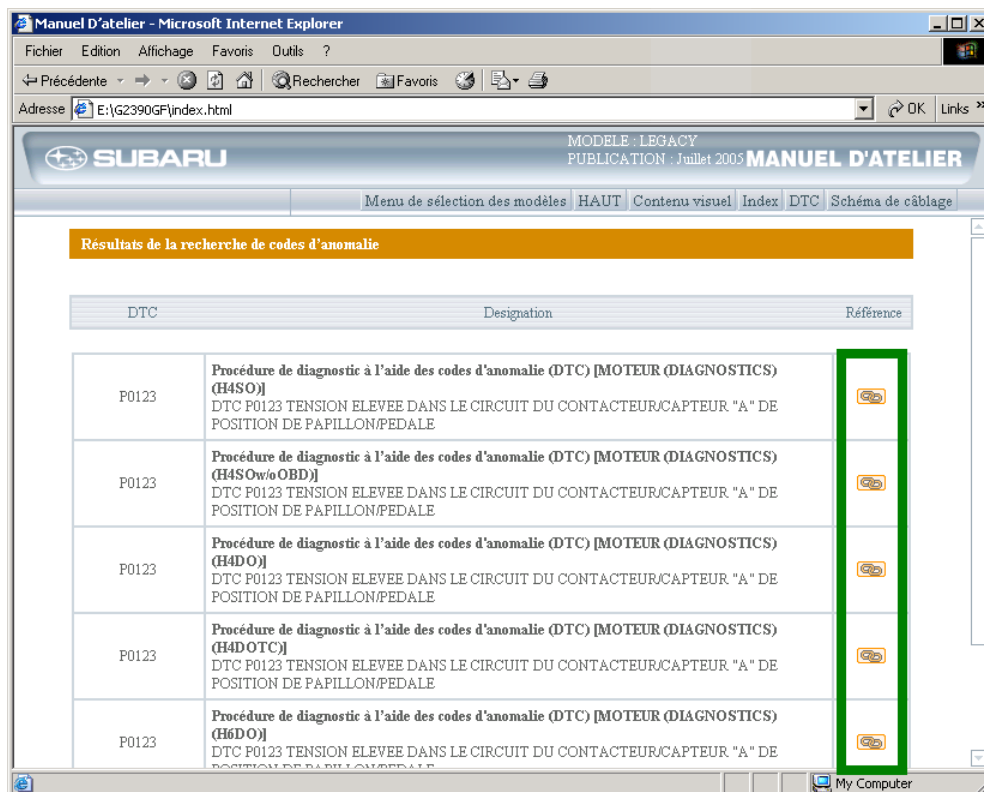 Manuel D'atelier - Microsoft Internet Explorer
Fichier Edition Affichage Favoris Outils ?
Précédente Rechercher Favoris
Adresse E:\G2390GF\index.html OK Links »
SUBARU
MODELE : LEGACY
PUBLICATION : Juillet 2005 MANUEL D'ATELIER
Menu de sélection des modèles HAUT Contenu visuel Index DTC Schéma de câblage
Résultats de la recherche de codes d'anomalie
DTC Designation Référence
P0123
Procédure de diagnostic à l'aide des codes d'anomalie (DTC) [MOTEUR (DIAGNOSTICS)
(H4SO)]
DTC P0123 TENSION ELEVEE DANS LE CIRCUIT DU CONTACTEUR/CAPTEUR "A" DE
POSITION DE PAPILLON/PEDALE
P0123
Procédure de diagnostic à l'aide des codes d'anomalie (DTC) [MOTEUR (DIAGNOSTICS)
(H4SOw/oOBD)]
DTC P0123 TENSION ELEVEE DANS LE CIRCUIT DU CONTACTEUR/CAPTEUR "A" DE
POSITION DE PAPILLON/PEDALE
P0123
Procédure de diagnostic à l'aide des codes d'anomalie (DTC) [MOTEUR (DIAGNOSTICS)
(H4DO)]
DTC P0123 TENSION ELEVEE DANS LE CIRCUIT DU CONTACTEUR/CAPTEUR "A" DE
POSITION DE PAPILLON/PEDALE
P0123
Procédure de diagnostic à l'aide des codes d'anomalie (DTC) [MOTEUR (DIAGNOSTICS)
(H4DOTC)]
DTC P0123 TENSION ELEVEE DANS LE CIRCUIT DU CONTACTEUR/CAPTEUR "A" DE
POSITION DE PAPILLON/PEDALE
P0123
Procédure de diagnostic à l'aide des codes d'anomalie (DTC) [MOTEUR (DIAGNOSTICS)
(H6DO)]
DTC P0123 TENSION ELEVEE DANS LE CIRCUIT DU CONTACTEUR/CAPTEUR "A" DE
POSITION DE PAPILLON/PEDALE
My Computer